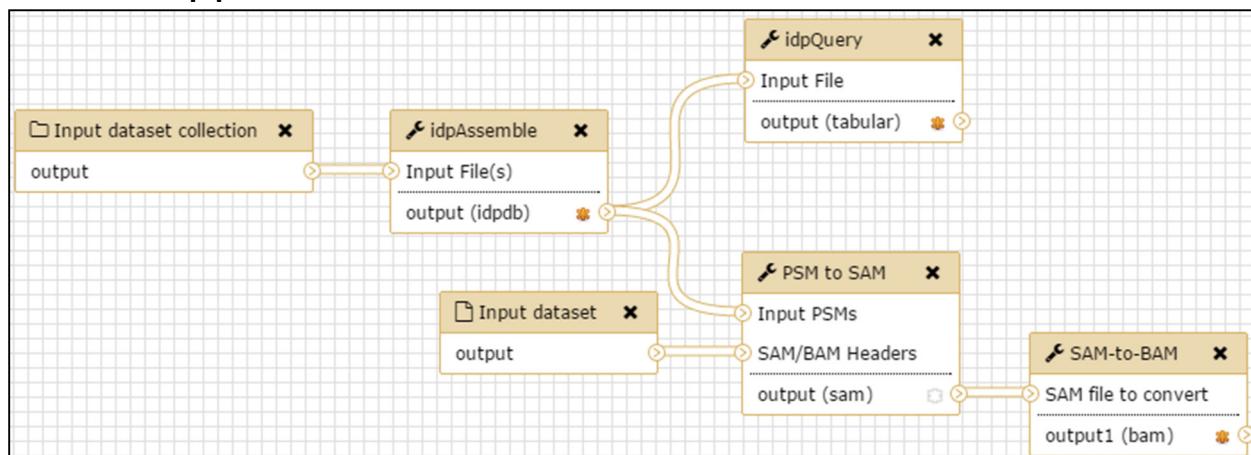 idpQuery
Input File
output (tabular)
Input dataset collection
output
idpAssemble
Input File(s)
output (idpdb)
PSM to SAM
Input PSMs
SAM/BAM Headers
output (sam)
Input dataset
output
SAM-to-BAM
SAM file to convert
output1 (bam)